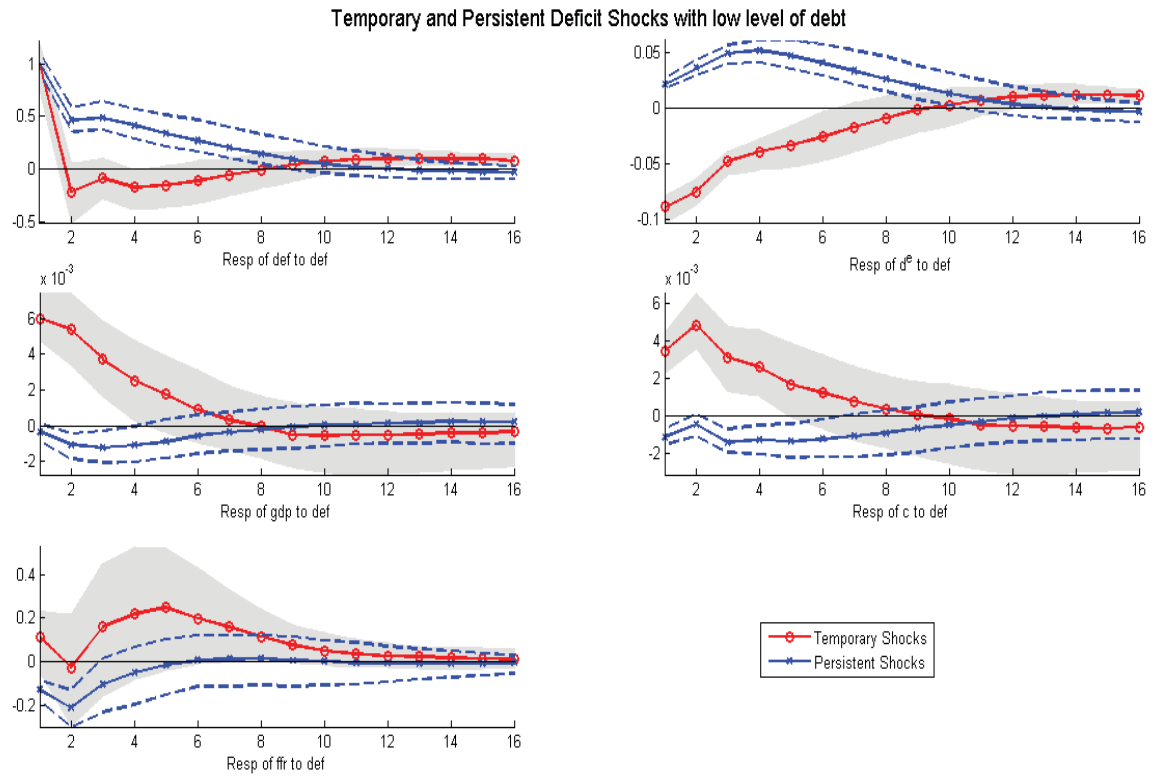 Temporary and Persistent Deficit Shocks with low level of debt
1
0.5
0
-0.5
2 4 6 8 10 12 14 16
Resp of def to def
0.05
0
-0.05
-0.1
2 4 6 8 10 12 14 16
Resp of dᵉ to def
x 10⁻³
6
4
2
0
-2
2 4 6 8 10 12 14 16
Resp of gdp to def
x 10⁻³
6
4
2
0
-2
2 4 6 8 10 12 14 16
Resp of c to def
0.4
0.2
0
-0.2
2 4 6 8 10 12 14 16
Resp of ffr to def
Temporary Shocks
Persistent Shocks